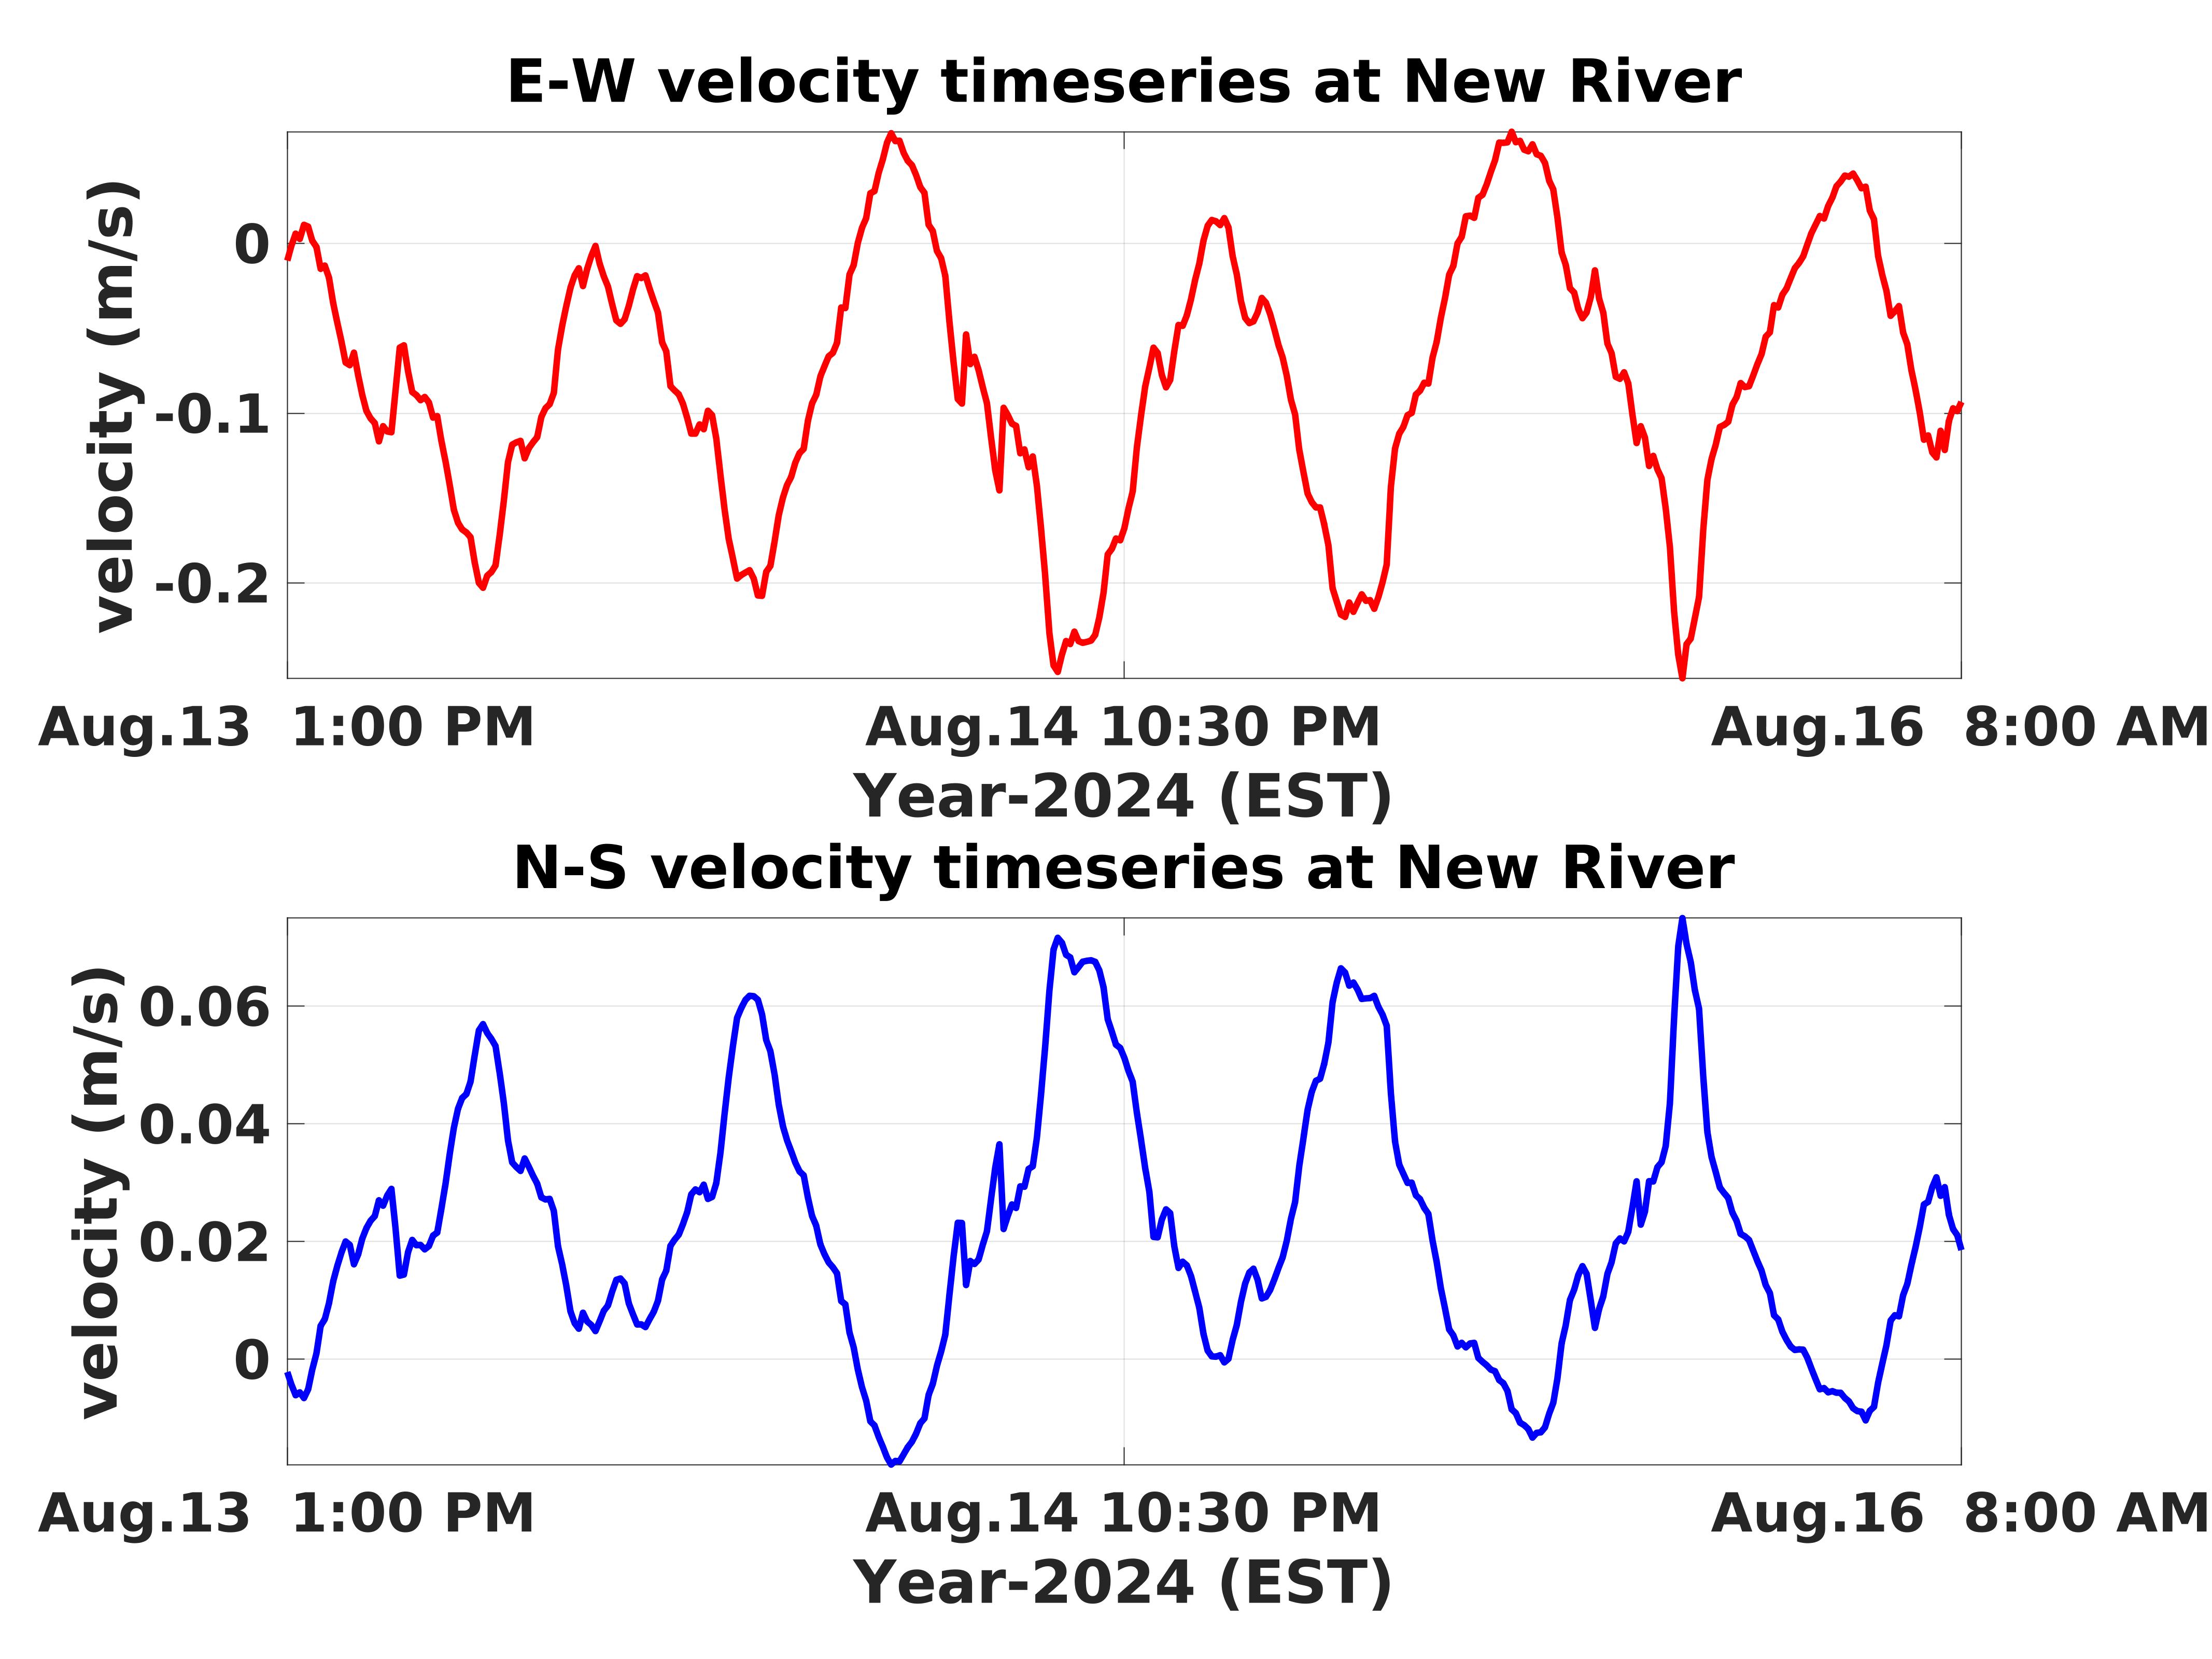 E-W velocity timeseries at New River
velocity (m/s)
0
-0.1
-0.2
Aug.13  1:00 PM
Aug.14 10:30 PM
Aug.16  8:00 AM
Year-2024 (EST)
N-S velocity timeseries at New River
velocity (m/s)
0.06
0.04
0.02
0
Aug.13  1:00 PM
Aug.14 10:30 PM
Aug.16  8:00 AM
Year-2024 (EST)